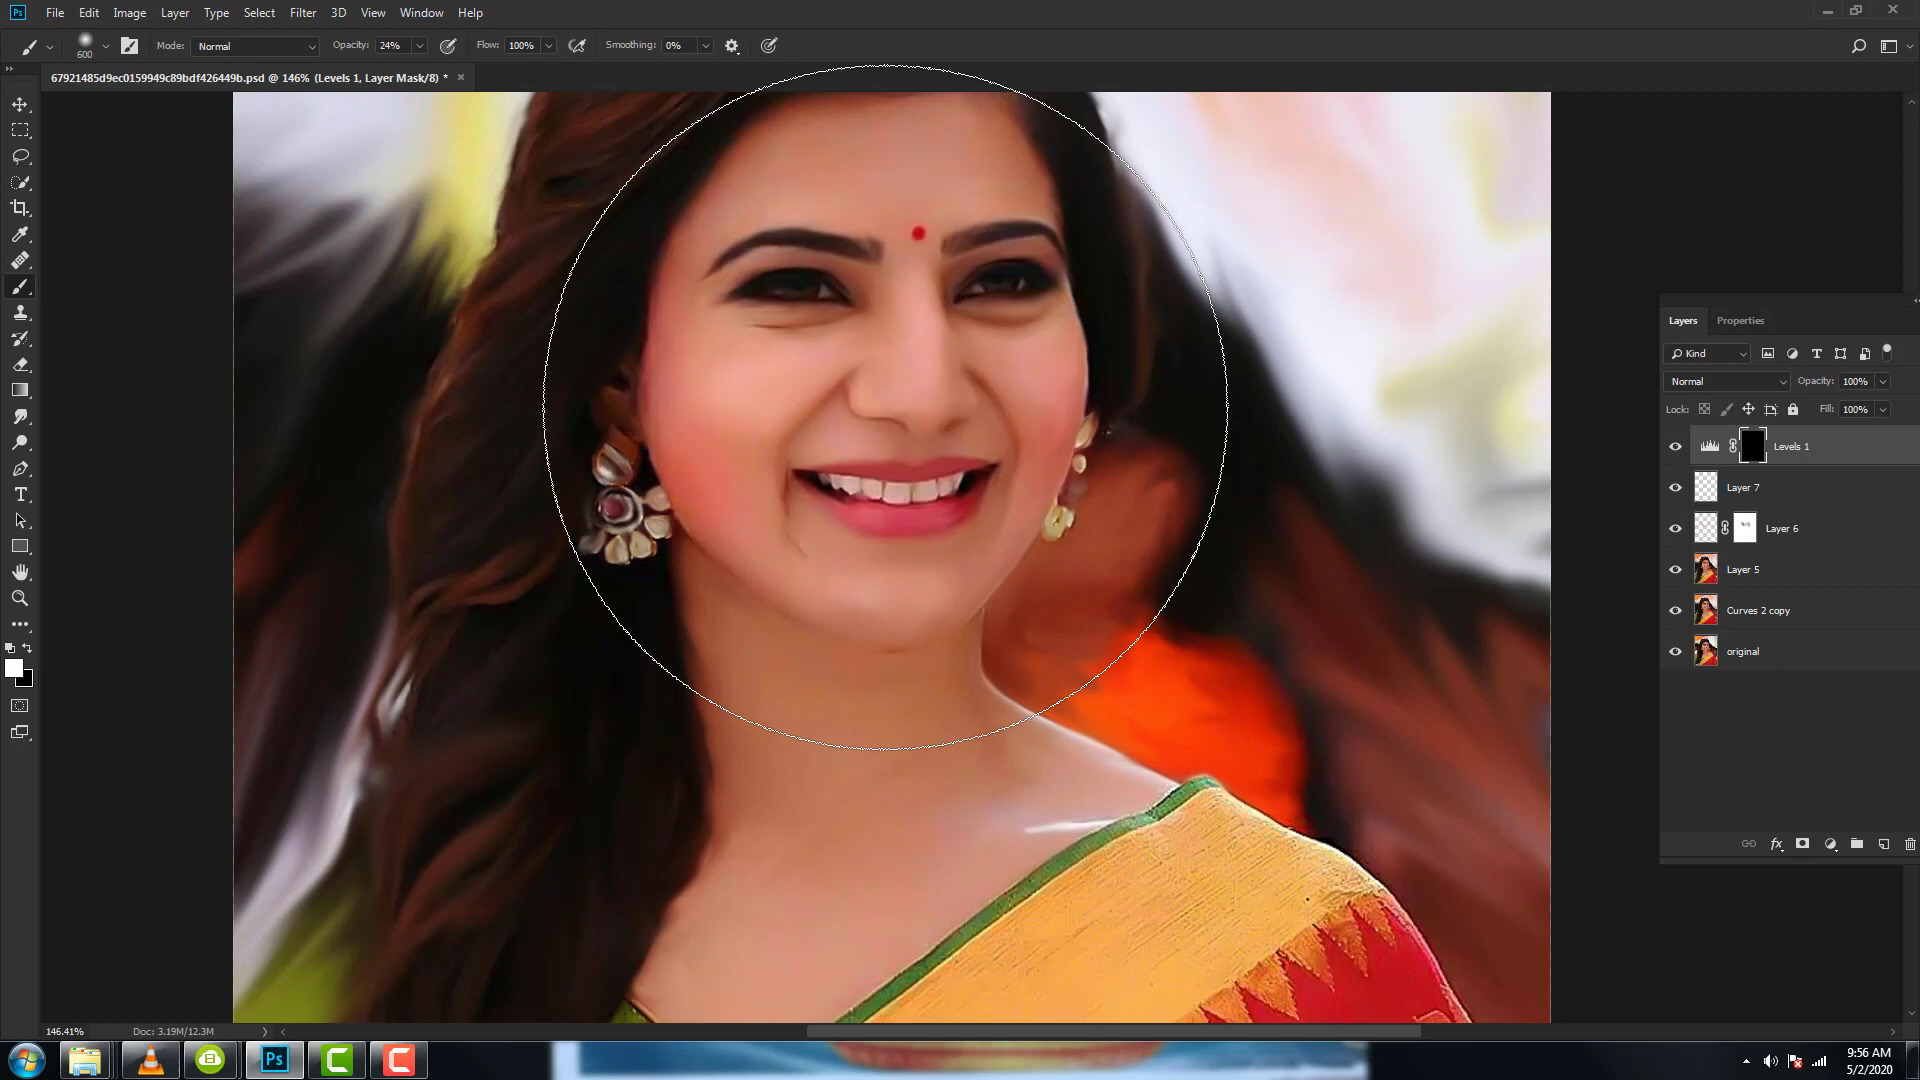 Ps File Edit Image Layer Type Select Filter 3D View Window Help
600 Mode: Normal Opacity: 24% Flow: 100% Smoothing: 0%
67921485d9ec0159949c89bdf426449b.psd @ 146% (Levels 1, Layer Mask/8) * ×
Layers Properties
Kind
Normal Opacity: 100%
Lock: Fill: 100%
Levels 1
Layer 7
Layer 6
Layer 5
Curves 2 copy
original
fx
146.41% Doc: 3.19M/12.3M
Ps
9:56 AM
5/2/2020